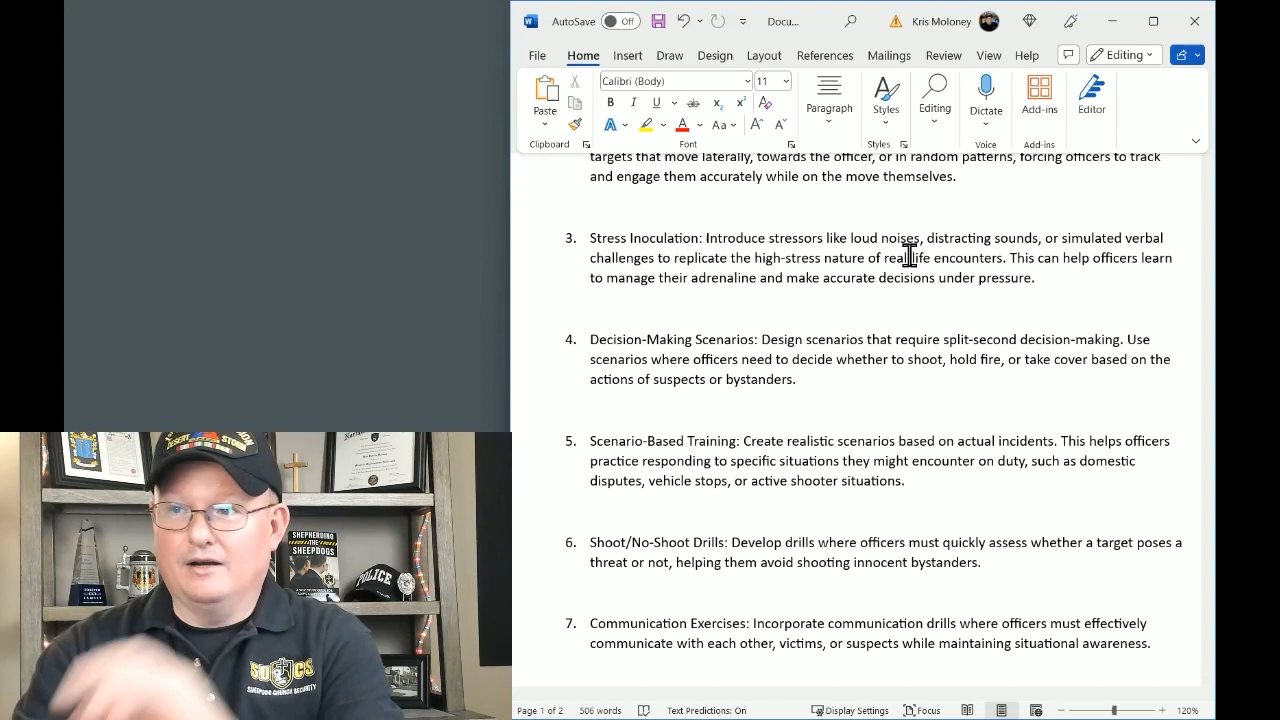 AutoSave Off Docu... Kris Moloney
File Home Insert Draw Design Layout References Mailings Review View Help Editing
Calibri (Body) 11
Paste Paragraph Styles Editing Dictate Add-ins Editor
B I U ab x₂ x²
A A Aa A A
Clipboard Font Styles Voice Add-ins
targets that move laterally, towards the officer, or in random patterns, forcing officers to track
and engage them accurately while on the move themselves.
3. Stress Inoculation: Introduce stressors like loud noises, distracting sounds, or simulated verbal
challenges to replicate the high-stress nature of real life encounters. This can help officers learn
to manage their adrenaline and make accurate decisions under pressure.
4. Decision-Making Scenarios: Design scenarios that require split-second decision-making. Use
scenarios where officers need to decide whether to shoot, hold fire, or take cover based on the
actions of suspects or bystanders.
5. Scenario-Based Training: Create realistic scenarios based on actual incidents. This helps officers
practice responding to specific situations they might encounter on duty, such as domestic
disputes, vehicle stops, or active shooter situations.
6. Shoot/No-Shoot Drills: Develop drills where officers must quickly assess whether a target poses a
threat or not, helping them avoid shooting innocent bystanders.
7. Communication Exercises: Incorporate communication drills where officers must effectively
communicate with each other, victims, or suspects while maintaining situational awareness.
Page 1 of 2 506 words Text Predictions: On Display Settings Focus 120%
DESERT STORM
SHEPHERDING
THE
SHEEPDOGS
POLICE
FAMILY
SDCS
SHEEPDOG CHURCH SECURITY